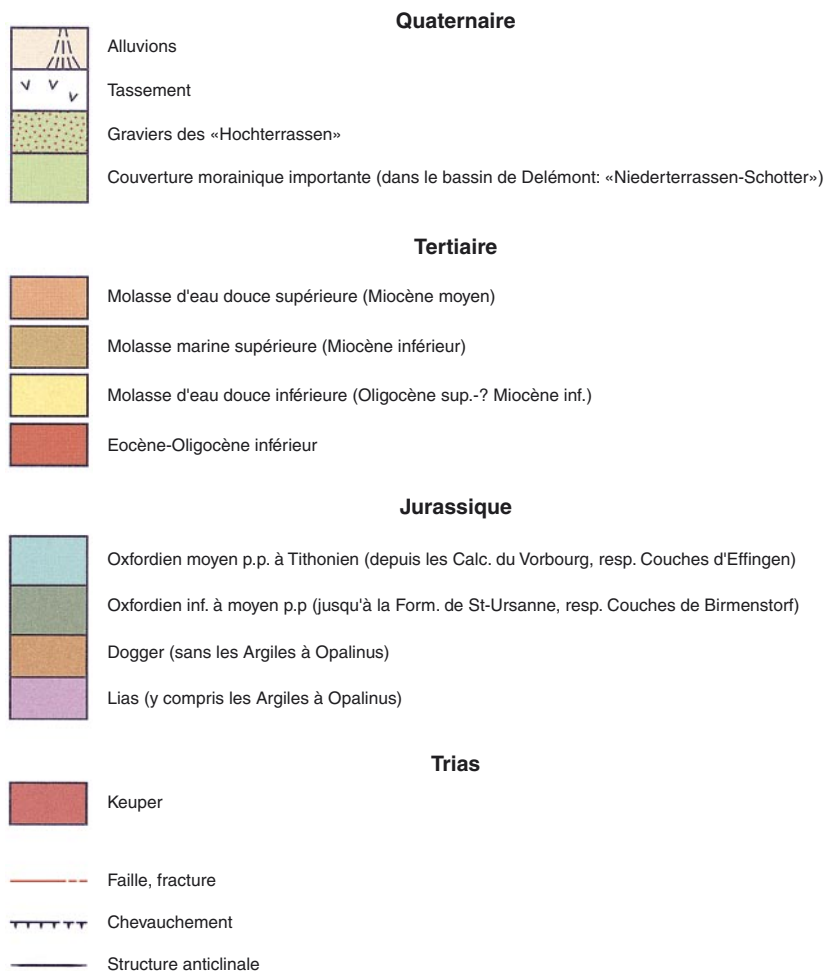 Quaternaire
Alluvions
Tassement
Graviers des «Hochterrassen»
Couverture morainique importante (dans le bassin de Delémont: «Niederterrassen-Schotter»)
Tertiaire
Molasse d'eau douce supérieure (Miocène moyen)
Molasse marine supérieure (Miocène inférieur)
Molasse d'eau douce inférieure (Oligocène sup.-? Miocène inf.)
Eocène-Oligocène inférieur
Jurassique
Oxfordien moyen p.p. à Tithonien (depuis les Calc. du Vorbourg, resp. Couches d'Effingen)
Oxfordien inf. à moyen p.p (jusqu'à la Form. de St-Ursanne, resp. Couches de Birmenstorf)
Dogger (sans les Argiles à Opalinus)
Lias (y compris les Argiles à Opalinus)
Trias
Keuper
Faille, fracture
Chevauchement
Structure anticlinale